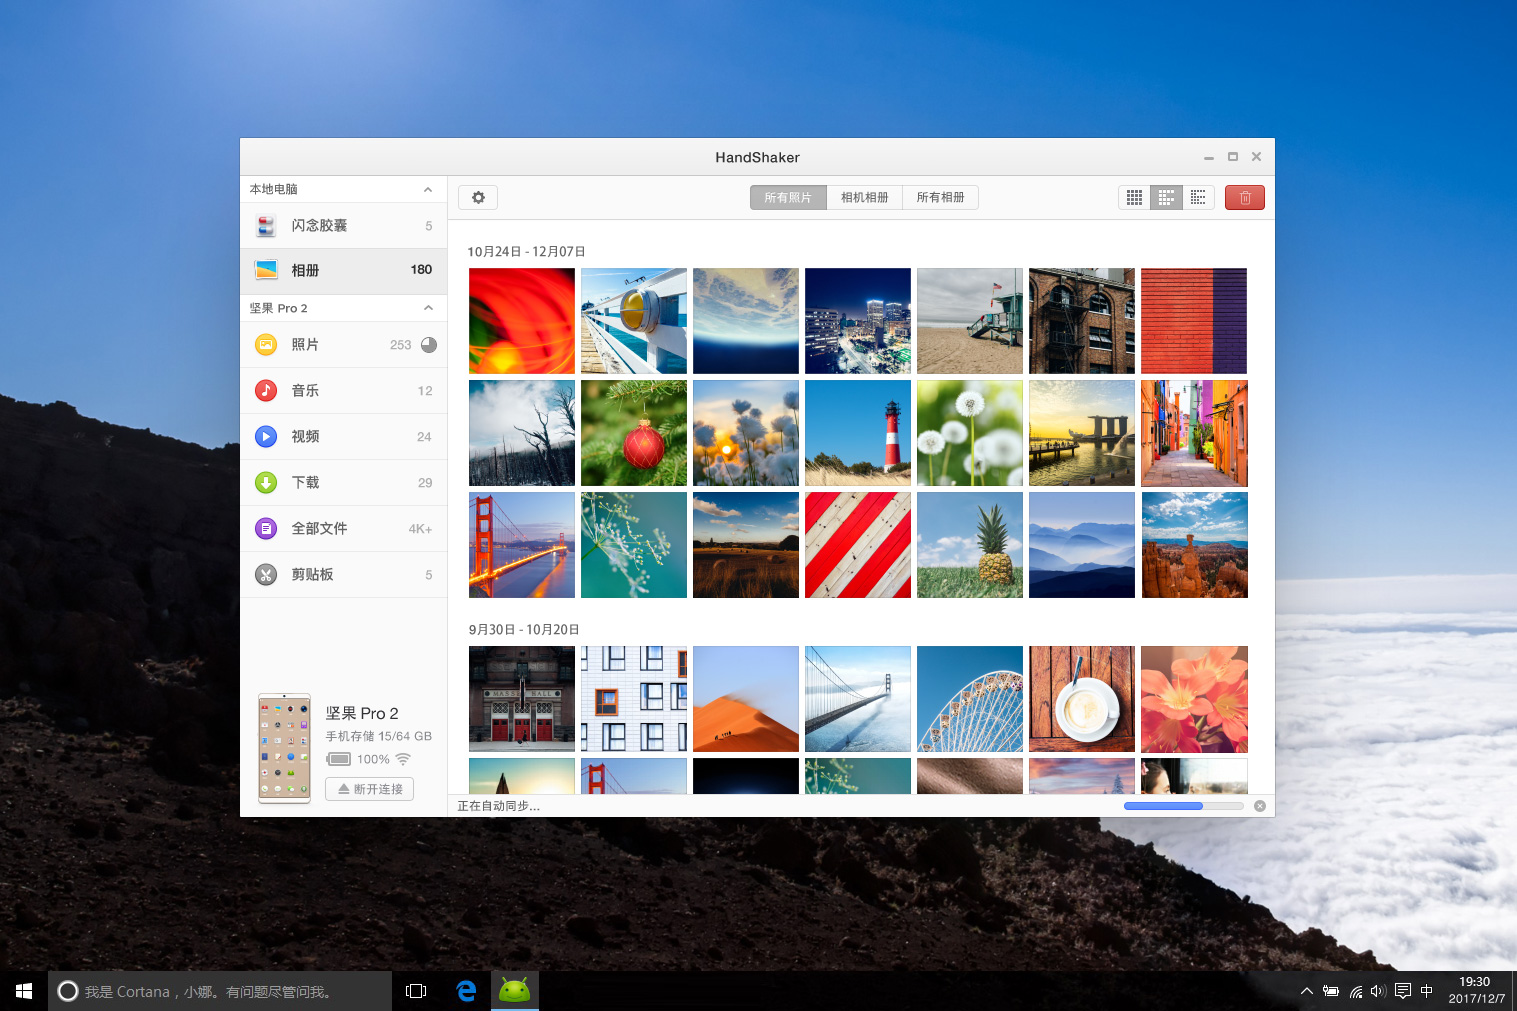 HandShaker
本地电脑
闪念胶囊 5
相册 180
坚果 Pro 2
照片 253
音乐 12
视频 24
下载 29
全部文件 4K+
剪贴板 5
坚果 Pro 2
手机存储 15/64 GB
100%
断开连接
所有照片 相机相册 所有相册
10月24日 - 12月07日
9月30日 - 10月20日
MASSEY HALL
正在自动同步...
我是 Cortana，小娜。有问题尽管问我。
中
19:30
2017/12/7